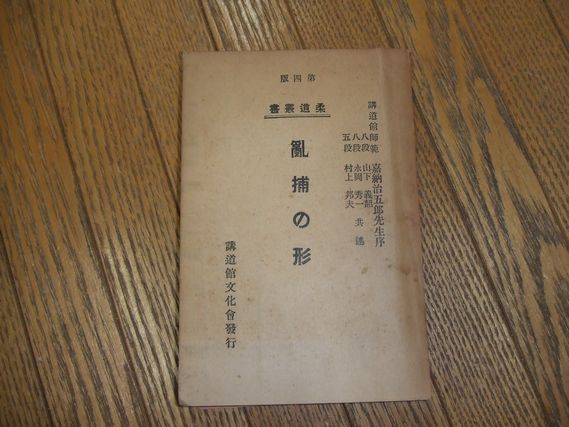 第四版
柔道叢書
講道館師範 嘉納治五郎先生序
八段 山下 義韶
八段 永岡 秀一 共述
五段 村上 邦夫
亂捕の形
講道館文化會發行